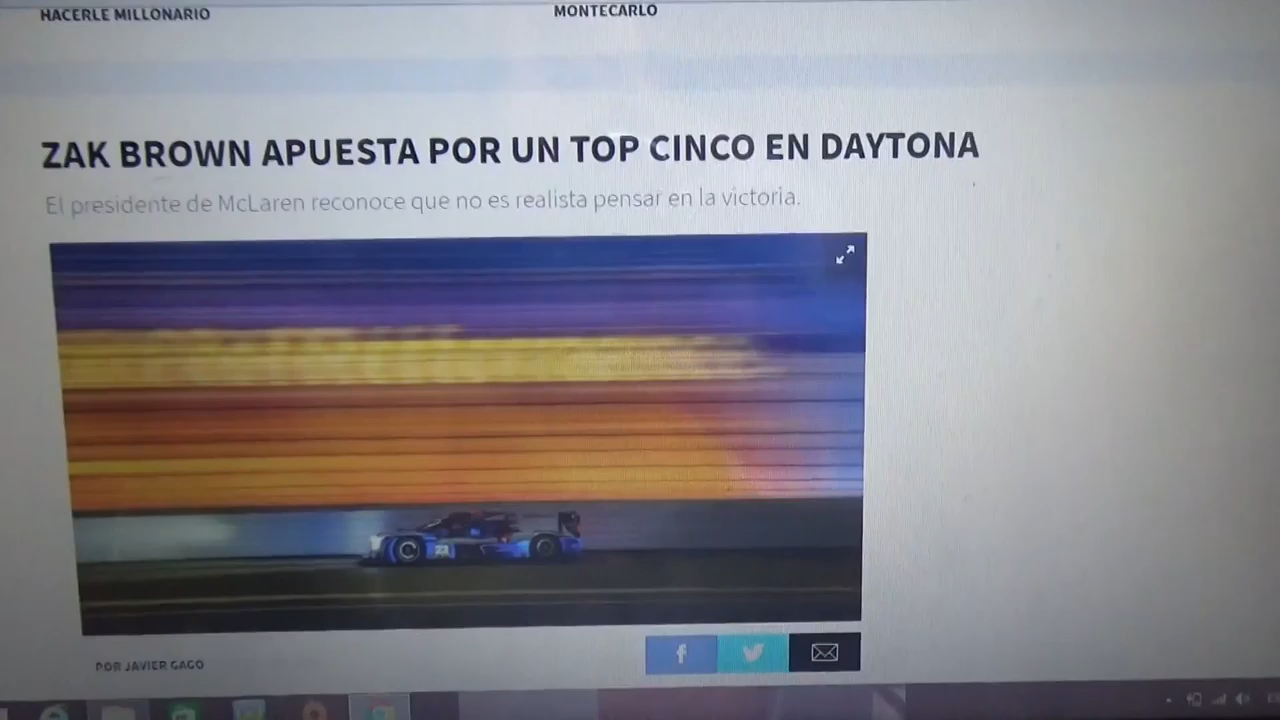 HACERLE MILLONARIO
MONTECARLO
ZAK BROWN APUESTA POR UN TOP CINCO EN DAYTONA
El presidente de McLaren reconoce que no es realista pensar en la victoria.
23
POR JAVIER GAGO